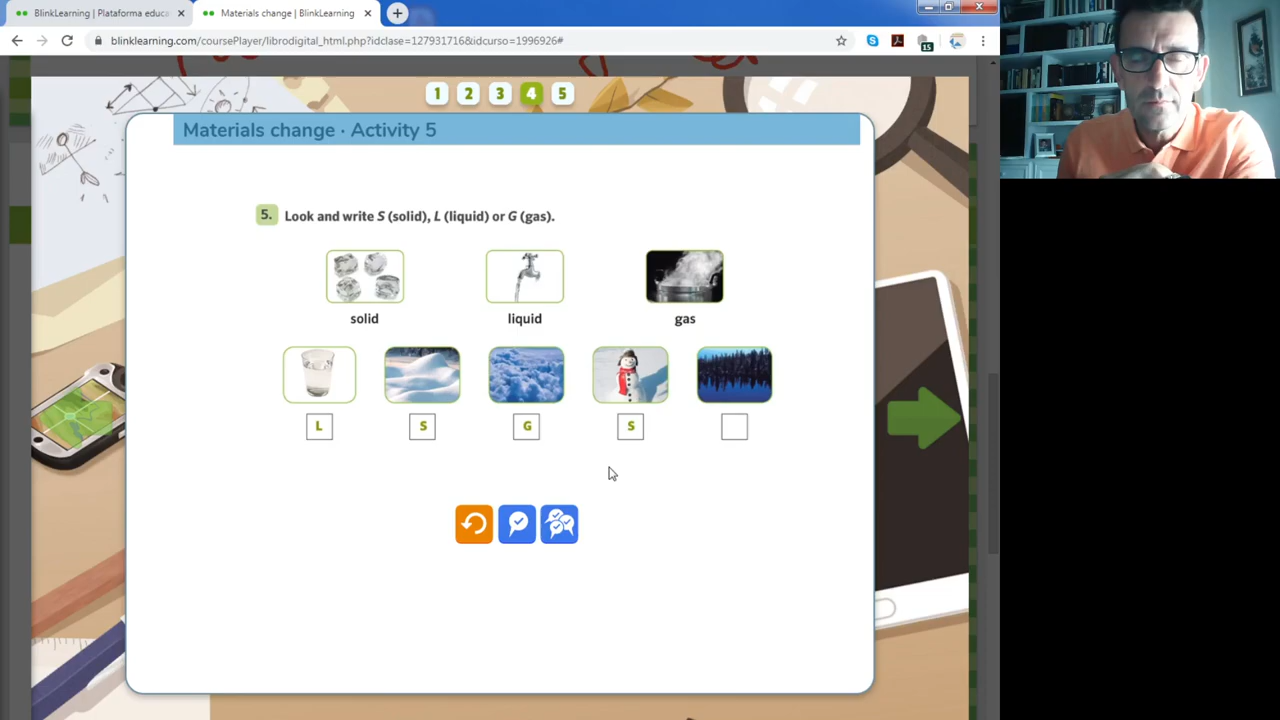 BlinkLearning | Plataforma educa
Materials change | BlinkLearning
blinklearning.com/coursePlayer/librodigital_html.php?idclase=127931716&idcurso=1996926#
15
1 2 3 4 5
Materials change · Activity 5
5. Look and write S (solid), L (liquid) or G (gas).
solid liquid gas
L S G S